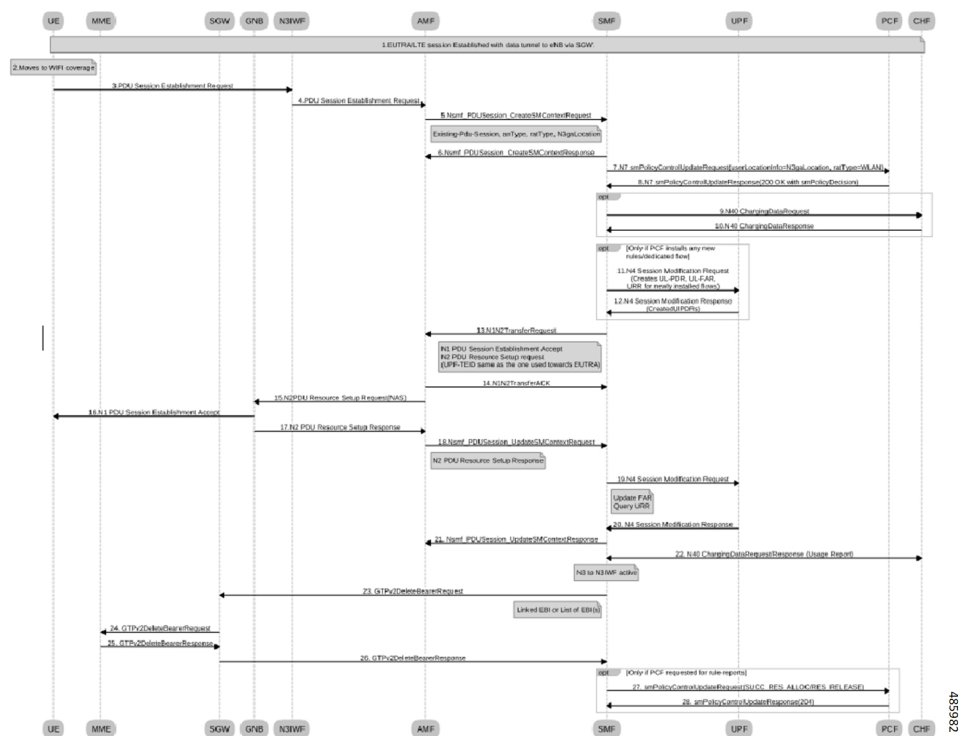 UE MME SGW GNB N3IWF AMF SMF UPF PCF CHF
1.EUTRA/LTE session Established with data tunnel to eNB via SGW'.
2.Moves to WIFI coverage
3.PDU Session Establishment Request
4.PDU Session Establishment Request
5.Nsmf_PDUSession_CreateSMContextRequest
Existing-Pdu-Session, anType, ratType, N3gaLocation
6.Nsmf_PDUSession_CreateSMContextResponse
7.N7 smPolicyControlUpdateRequest(userLocationInfo=N3gaLocation, ratType=WLAN)
8.N7 smPolicyControlUpdateResponse(200 OK with smPolicyDecision)
opt
9.N40 ChargingDataRequest
10.N40 ChargingDataResponse
opt [Only if PCF installs any new
rules/dedicated flow]
11.N4 Session Modification Request
(Creates UL-PDR, UL-FAR,
URR for newly installed flows)
12.N4 Session Modification Response
(CreatedUlPDRs)
13.N1N2TransferRequest
N1 PDU Session Establishment Accept
N2 PDU Resource Setup request
(UPF-TEID same as the one used towards EUTRA)
14.N1N2TransferACK
15.N2PDU Resource Setup Request(NAS)
16.N1 PDU Session Establishment Accept
17.N2 PDU Resource Setup Response
18.Nsmf_PDUSession_UpdateSMContextRequest
N2 PDU Resource Setup Response
19.N4 Session Modification Request
Update FAR
Query URR
20. N4 Session Modification Response
21. Nsmf_PDUSession_UpdateSMContextResponse
22. N40 ChargingDataRequest/Response (Usage Report)
N3 to N3IWF active
23. GTPv2DeleteBearerRequest
Linked EBI or List of EBI(s)
24. GTPv2DeleteBearerRequest
25. GTPv2DeleteBearerResponse
26. GTPv2DeleteBearerResponse
opt [Only if PCF requested for rule-reports]
27. smPolicyControlUpdateRequest(SUCC_RES_ALLOC/RES_RELEASE)
28. smPolicyControlUpdateResponse(204)
UE MME SGW GNB N3IWF AMF SMF UPF PCF CHF
485982